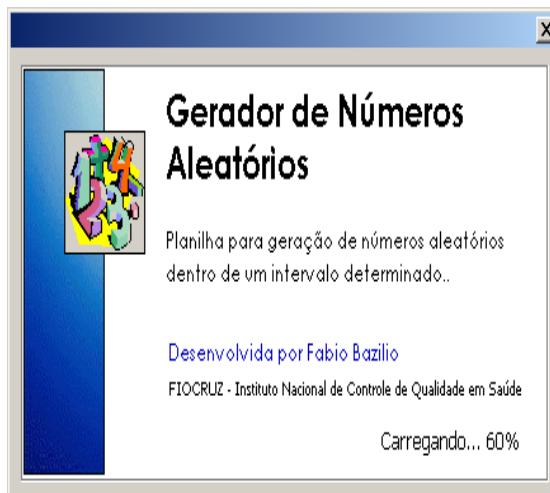 Gerador de Números
Aleatórios
Planilha para geração de números aleatórios
dentro de um intervalo determinado..
Desenvolvida por Fabio Bazilio
FIOCRUZ - Instituto Nacional de Controle de Qualidade em Saúde
Carregando... 60%